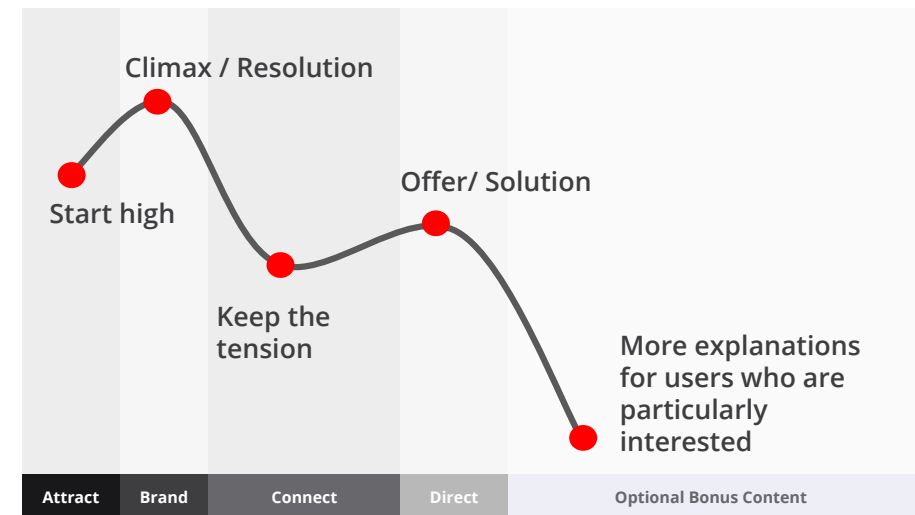 Climax / Resolution
Start high
Offer/ Solution
Keep the
tension
More explanations
for users who are
particularly
interested
Attract
Brand
Connect
Direct
Optional Bonus Content